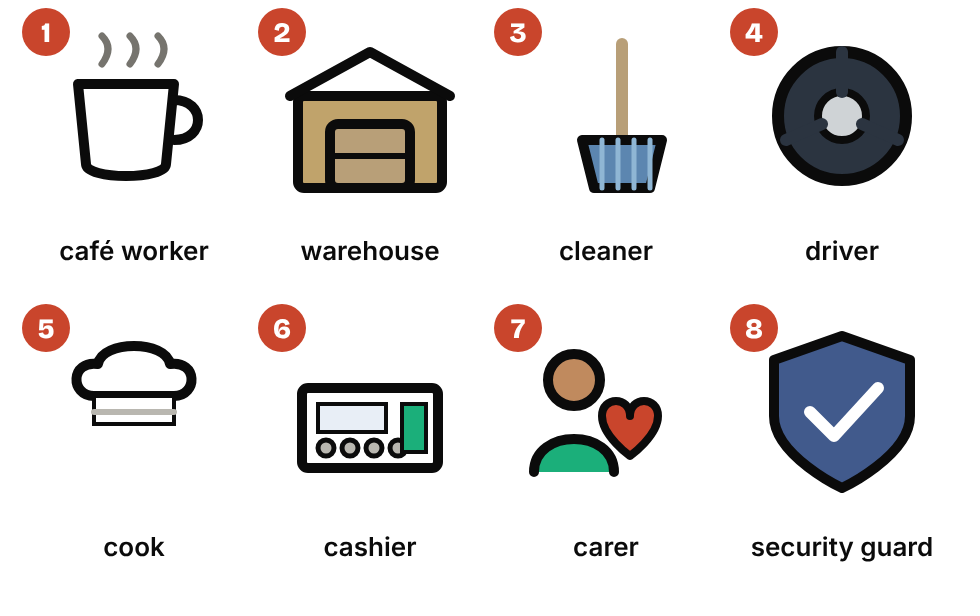 1
2
3
4
café worker
warehouse
cleaner
driver
5
6
7
8
cook
cashier
carer
security guard